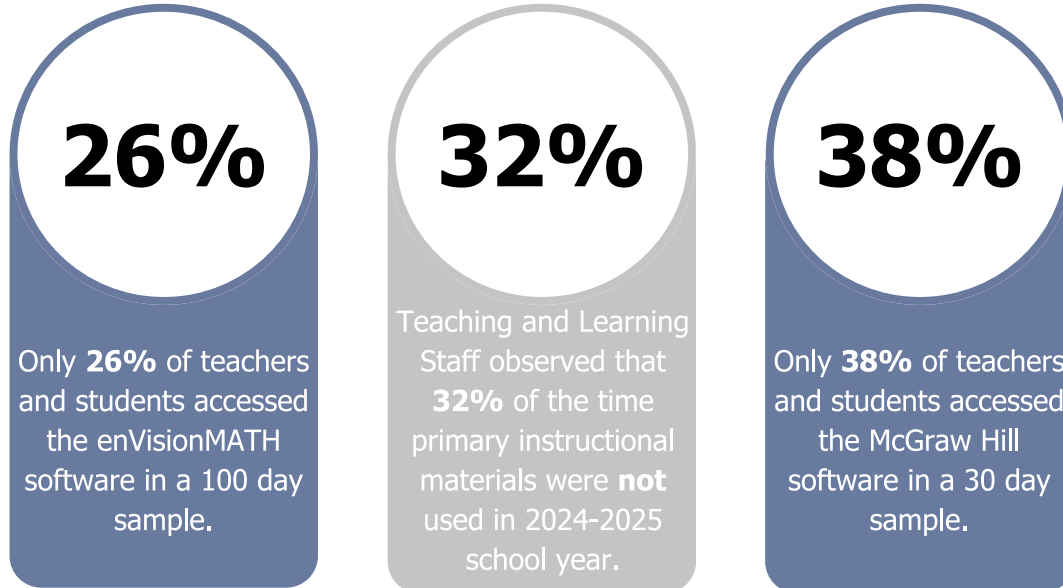 26%
Only 26% of teachers
and students accessed
the enVisionMATH
software in a 100 day
sample.
32%
Teaching and Learning
Staff observed that
32% of the time
primary instructional
materials were not
used in 2024-2025
school year.
38%
Only 38% of teachers
and students accessed
the McGraw Hill
software in a 30 day
sample.